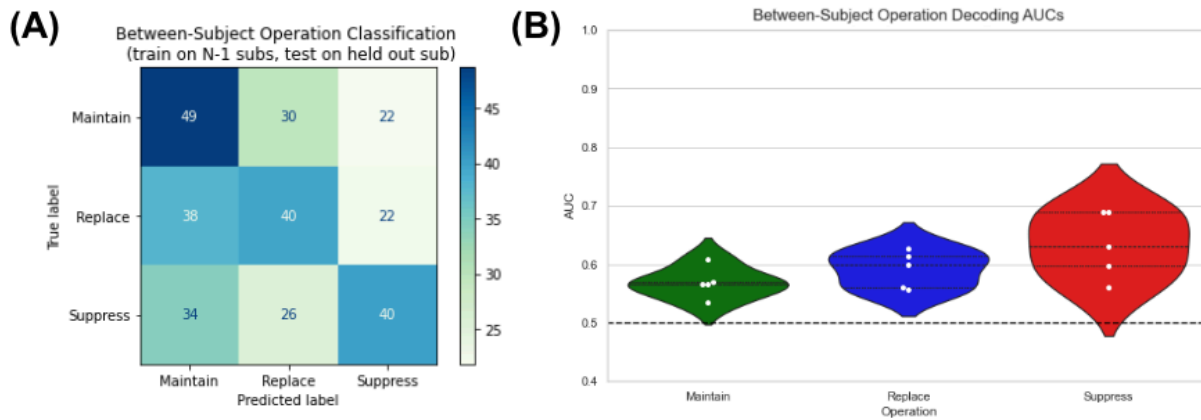 (A)
Between-Subject Operation Classification
(train on N-1 subs, test on held out sub)
True label
Maintain
49 30 22
Replace
38 40 22
Suppress
34 26 40
Maintain Replace Suppress
Predicted label
45
40
35
30
25
(B)
Between-Subject Operation Decoding AUCs
AUC
1.0
0.9
0.8
0.7
0.6
0.5
0.4
Maintain Replace Suppress
Operation